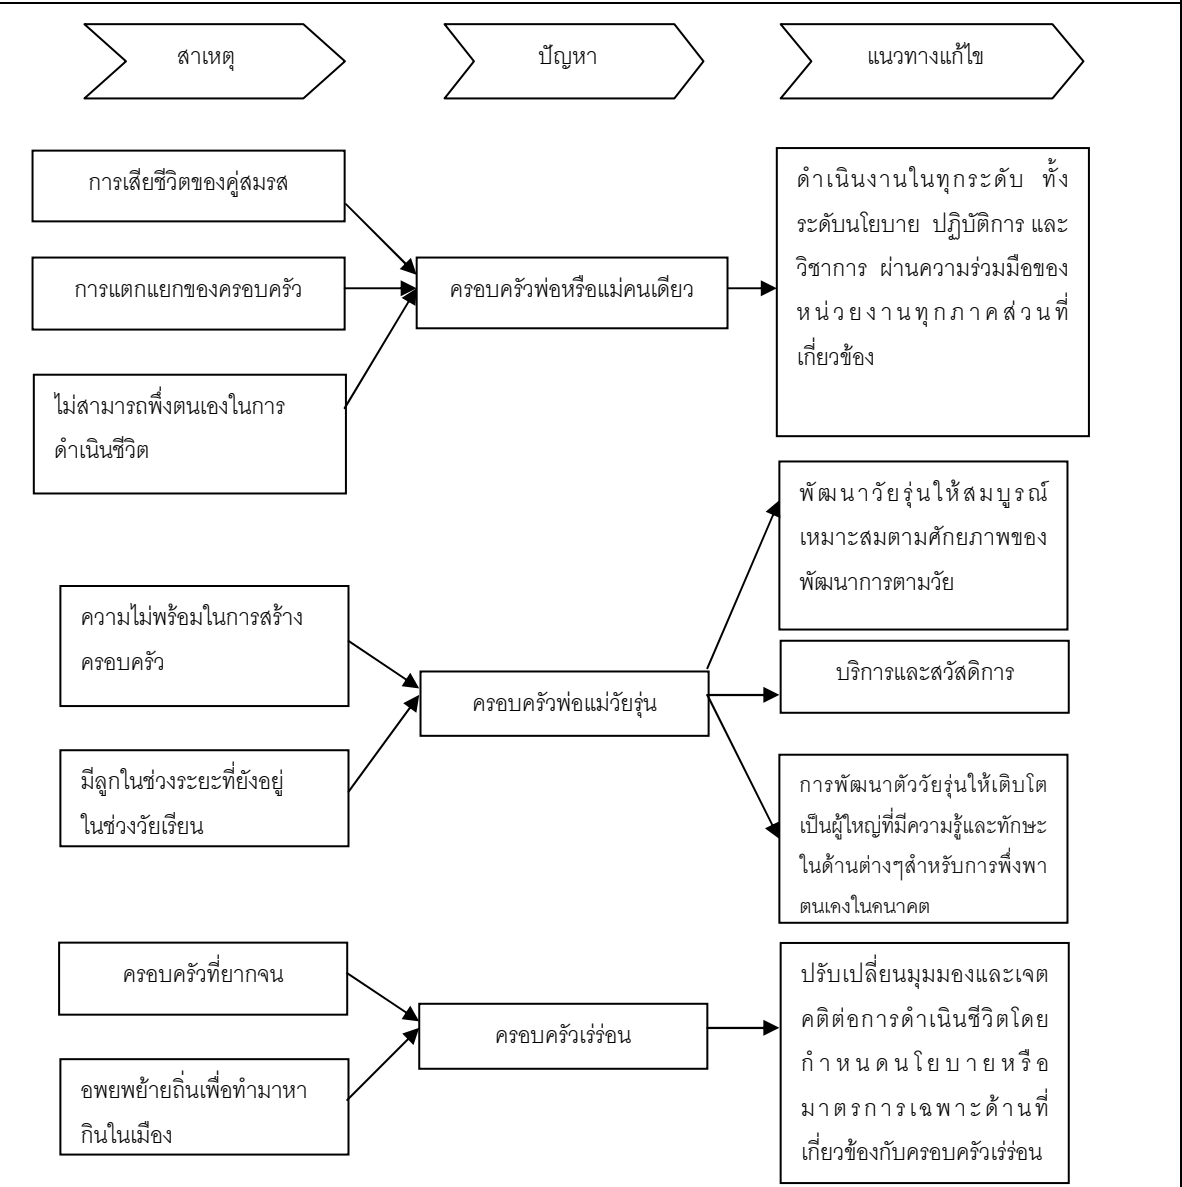 สาเหตุ
ปัญหา
แนวทางแก้ไข
การเสียชีวิตของคู่สมรส
การแตกแยกของครอบครัว
ไม่สามารถพึ่งตนเองในการ
ดำเนินชีวิต
ครอบครัวพ่อหรือแม่คนเดียว
ดำเนินงานในทุกระดับ ทั้ง
ระดับนโยบาย ปฏิบัติการ และ
วิชาการ ผ่านความร่วมมือของ
หน่วยงานทุกภาคส่วนที่
เกี่ยวข้อง
ความไม่พร้อมในการสร้าง
ครอบครัว
มีลูกในช่วงระยะที่ยังอยู่
ในช่วงวัยเรียน
ครอบครัวพ่อแม่วัยรุ่น
พัฒนาวัยรุ่นให้สมบูรณ์
เหมาะสมตามศักยภาพของ
พัฒนาการตามวัย
บริการและสวัสดิการ
การพัฒนาตัววัยรุ่นให้เติบโต
เป็นผู้ใหญ่ที่มีความรู้และทักษะ
ในด้านต่างๆสำหรับการพึ่งพา
ตนเคงในคนาคต
ครอบครัวที่ยากจน
อพยพย้ายถิ่นเพื่อทำมาหา
กินในเมือง
ครอบครัวเร่ร่อน
ปรับเปลี่ยนมุมมองและเจต
คติต่อการดำเนินชีวิตโดย
กำหนดนโยบายหรือ
มาตรการเฉพาะด้านที่
เกี่ยวข้องกับครอบครัวเร่ร่อน